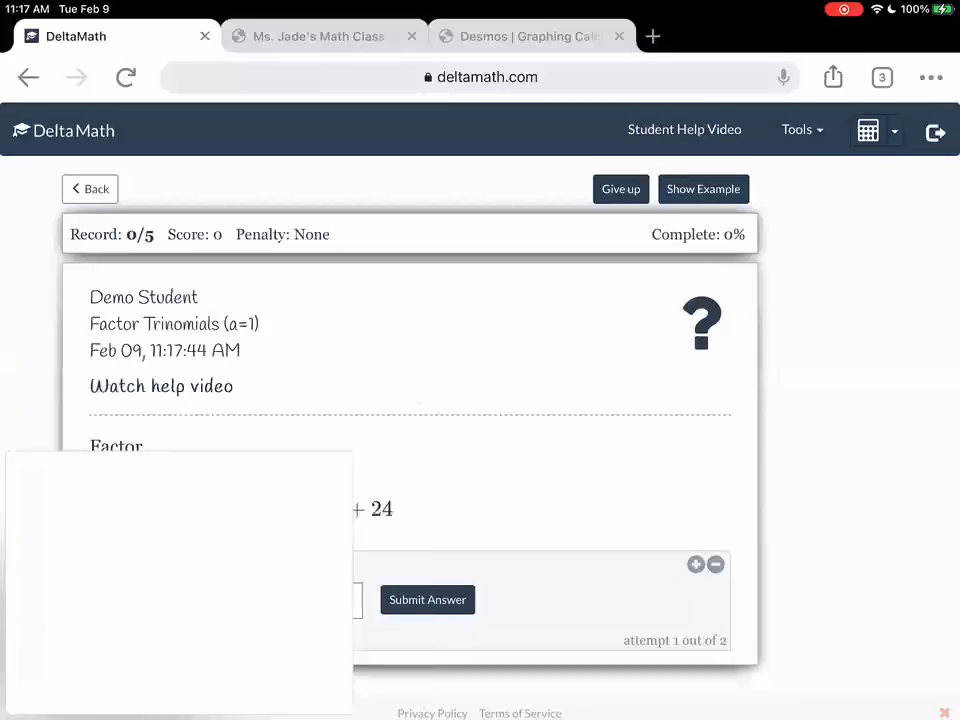 11:17 AM Tue Feb 9
100%
DeltaMath
Ms. Jade's Math Class
Desmos | Graphing Calc
deltamath.com
3
DeltaMath
Student Help Video
Tools
Back
Give up
Show Example
Record: 0/5 Score: 0 Penalty: None
Complete: 0%
Demo Student
Factor Trinomials (a=1)
Feb 09, 11:17:44 AM
Watch help video
Factor
+ 24
Submit Answer
attempt 1 out of 2
Privacy Policy Terms of Service